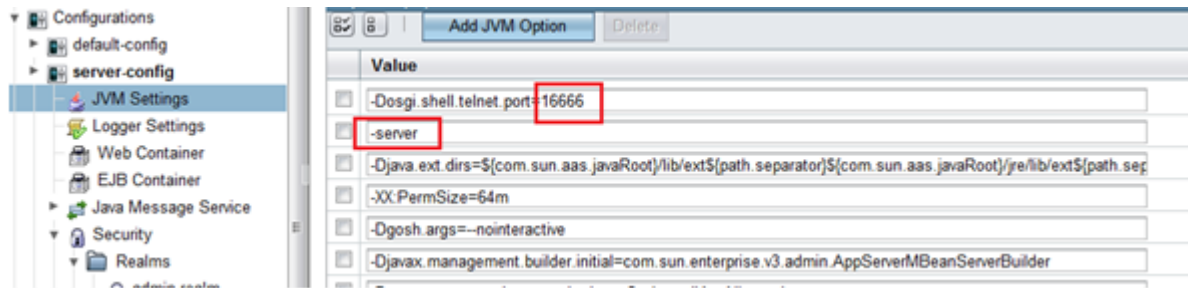 Configurations
default-config
server-config
JVM Settings
Logger Settings
Web Container
EJB Container
Java Message Service
Security
Realms
Add JVM Option
Delete
Value
-Dosgi.shell.telnet.port=16666
-server
-Djava.ext.dirs=${com.sun.aas.javaRoot}/lib/ext${path.separator}${com.sun.aas.javaRoot}/jre/lib/ext${path.sep
-XX:PermSize=64m
-Dgosh.args=--nointeractive
-Djavax.management.builder.initial=com.sun.enterprise.v3.admin.AppServerMBeanServerBuilder